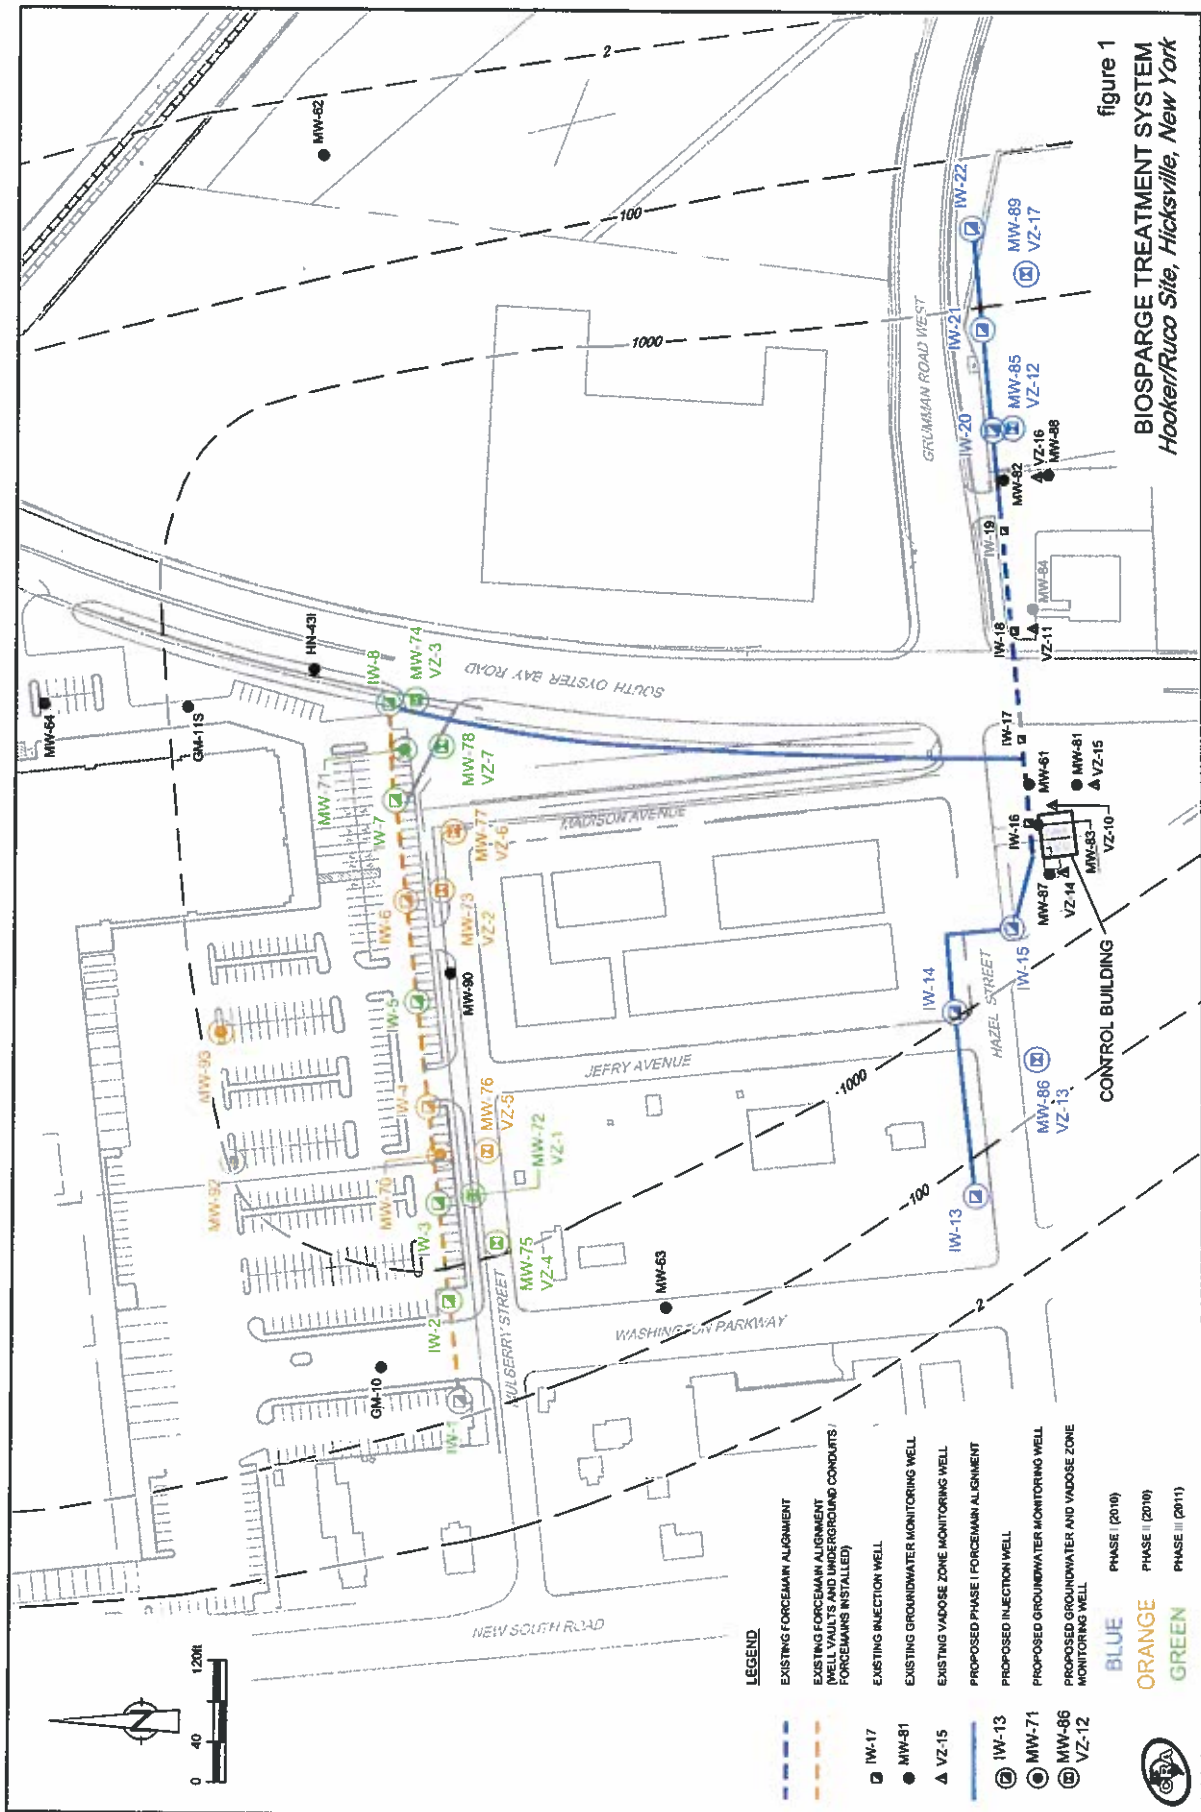 figure 1
BIOSPARGE TREATMENT SYSTEM
Hooker/Ruco Site, Hicksville, New York
MW-64
GM-11S
HN-43I
MW-62
2
100
1000
IW-8
MW-74
VZ-3
MW-71
IW-7
MW-78
VZ-7
MW-77
VZ-6
IW-6
MW-73
VZ-2
IW-5
MW-90
MW-93
IW-4
MW-76
VZ-5
MW-92
MW-70
MW-72
VZ-1
IW-3
MW-75
VZ-4
IW-2
GM-10
IW-1
MW-63
SOUTH OYSTER BAY ROAD
MADISON AVENUE
JEFRY AVENUE
MULBERRY STREET
WASHINGTON PARKWAY
NEW SOUTH ROAD
HAZEL STREET
GRUMMAN ROAD WEST
IW-22
MW-89
VZ-17
IW-21
MW-85
VZ-12
IW-20
VZ-16
MW-88
MW-82
IW-19
MW-84
IW-18
VZ-11
IW-17
MW-61
MW-81
VZ-15
IW-16
MW-83
VZ-10
MW-87
VZ-14
IW-15
CONTROL BUILDING
IW-14
MW-86
VZ-13
IW-13
1000
100
2
0 40 120ft
N
LEGEND
EXISTING FORCEMAIN ALIGNMENT
EXISTING FORCEMAIN ALIGNMENT
(WELL VAULTS AND UNDERGROUND CONDUITS/
FORCEMAINS INSTALLED)
IW-17 EXISTING INJECTION WELL
MW-81 EXISTING GROUNDWATER MONITORING WELL
VZ-15 EXISTING VADOSE ZONE MONITORING WELL
PROPOSED PHASE I FORCEMAIN ALIGNMENT
IW-13 PROPOSED INJECTION WELL
MW-71 PROPOSED GROUNDWATER MONITORING WELL
MW-86 PROPOSED GROUNDWATER AND VADOSE ZONE
VZ-12 MONITORING WELL
BLUE PHASE I (2010)
ORANGE PHASE II (2010)
GREEN PHASE III (2011)
CRA